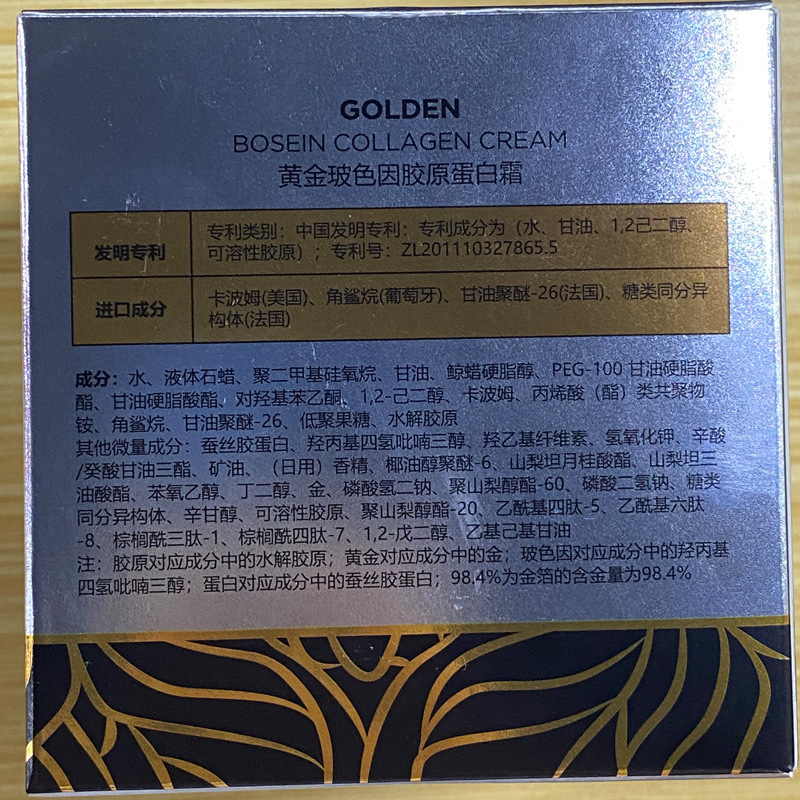 GOLDEN
BOSEIN COLLAGEN CREAM
黄金玻色因胶原蛋白霜
发明专利
专利类别：中国发明专利：专利成分为（水、甘油、1,2己二醇、
可溶性胶原）；专利号：ZL201110327865.5
进口成分
卡波姆(美国)、角鲨烷(葡萄牙)、甘油聚醚-26(法国)、糖类同分异
构体(法国)
成分：水、液体石蜡、聚二甲基硅氧烷、甘油、鲸蜡硬脂醇、PEG-100 甘油硬脂酸
酯、甘油硬脂酸酯、对羟基苯乙酮、1,2-己二醇、卡波姆、丙烯酸（酯）类共聚物
铵、角鲨烷、甘油聚醚-26、低聚果糖、水解胶原
其他微量成分：蚕丝胶蛋白、羟丙基四氢吡喃三醇、羟乙基纤维素、氢氧化钾、辛酸
/癸酸甘油三酯、矿油、（日用）香精、椰油醇聚醚-6、山梨坦月桂酸酯、山梨坦三
油酸酯、苯氧乙醇、丁二醇、金、磷酸氢二钠、聚山梨醇酯-60、磷酸二氢钠、糖类
同分异构体、辛甘醇、可溶性胶原、聚山梨醇酯-20、乙酰基四肽-5、乙酰基六肽
-8、棕榈酰三肽-1、棕榈酰四肽-7、1,2-戊二醇、乙基己基甘油
注：胶原对应成分中的水解胶原；黄金对应成分中的金；玻色因对应成分中的羟丙基
四氢吡喃三醇；蛋白对应成分中的蚕丝胶蛋白；98.4%为金箔的含金量为98.4%